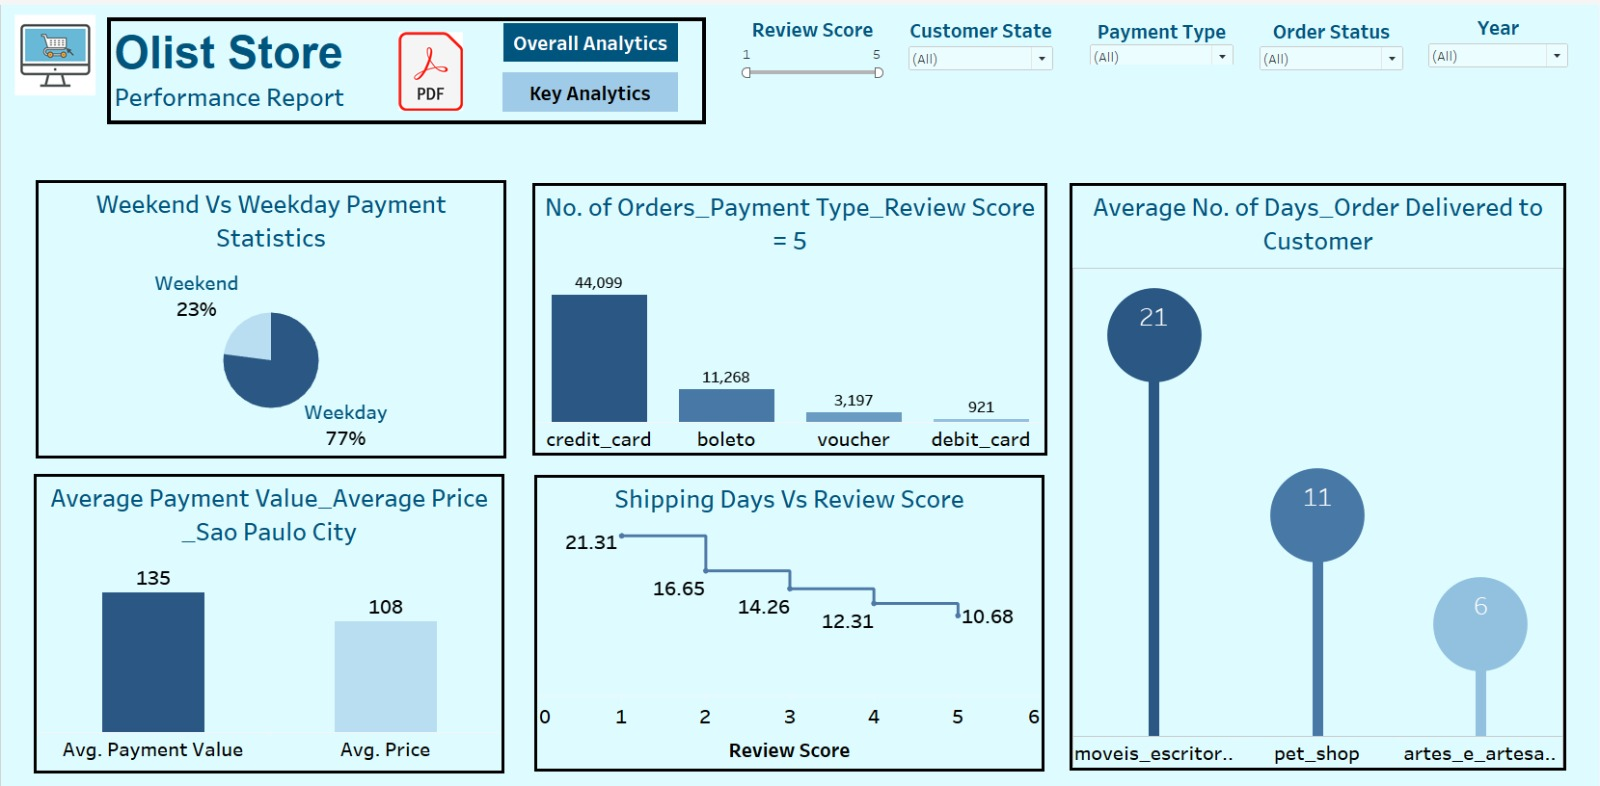 Olist Store
Performance Report
PDF
Overall Analytics
Key Analytics
Review Score
1
5
Customer State
(All)
Payment Type
(All)
Order Status
(All)
Year
(All)
Weekend Vs Weekday Payment
Statistics
Weekend
23%
Weekday
77%
No. of Orders_Payment Type_Review Score
= 5
44,099
11,268
3,197
921
credit_card
boleto
voucher
debit_card
Average No. of Days_Order Delivered to
Customer
21
11
6
moveis_escritor..
pet_shop
artes_e_artesa..
Average Payment Value_Average Price
_Sao Paulo City
135
108
Avg. Payment Value
Avg. Price
Shipping Days Vs Review Score
21.31
16.65
14.26
12.31
10.68
0 1 2 3 4 5 6
Review Score